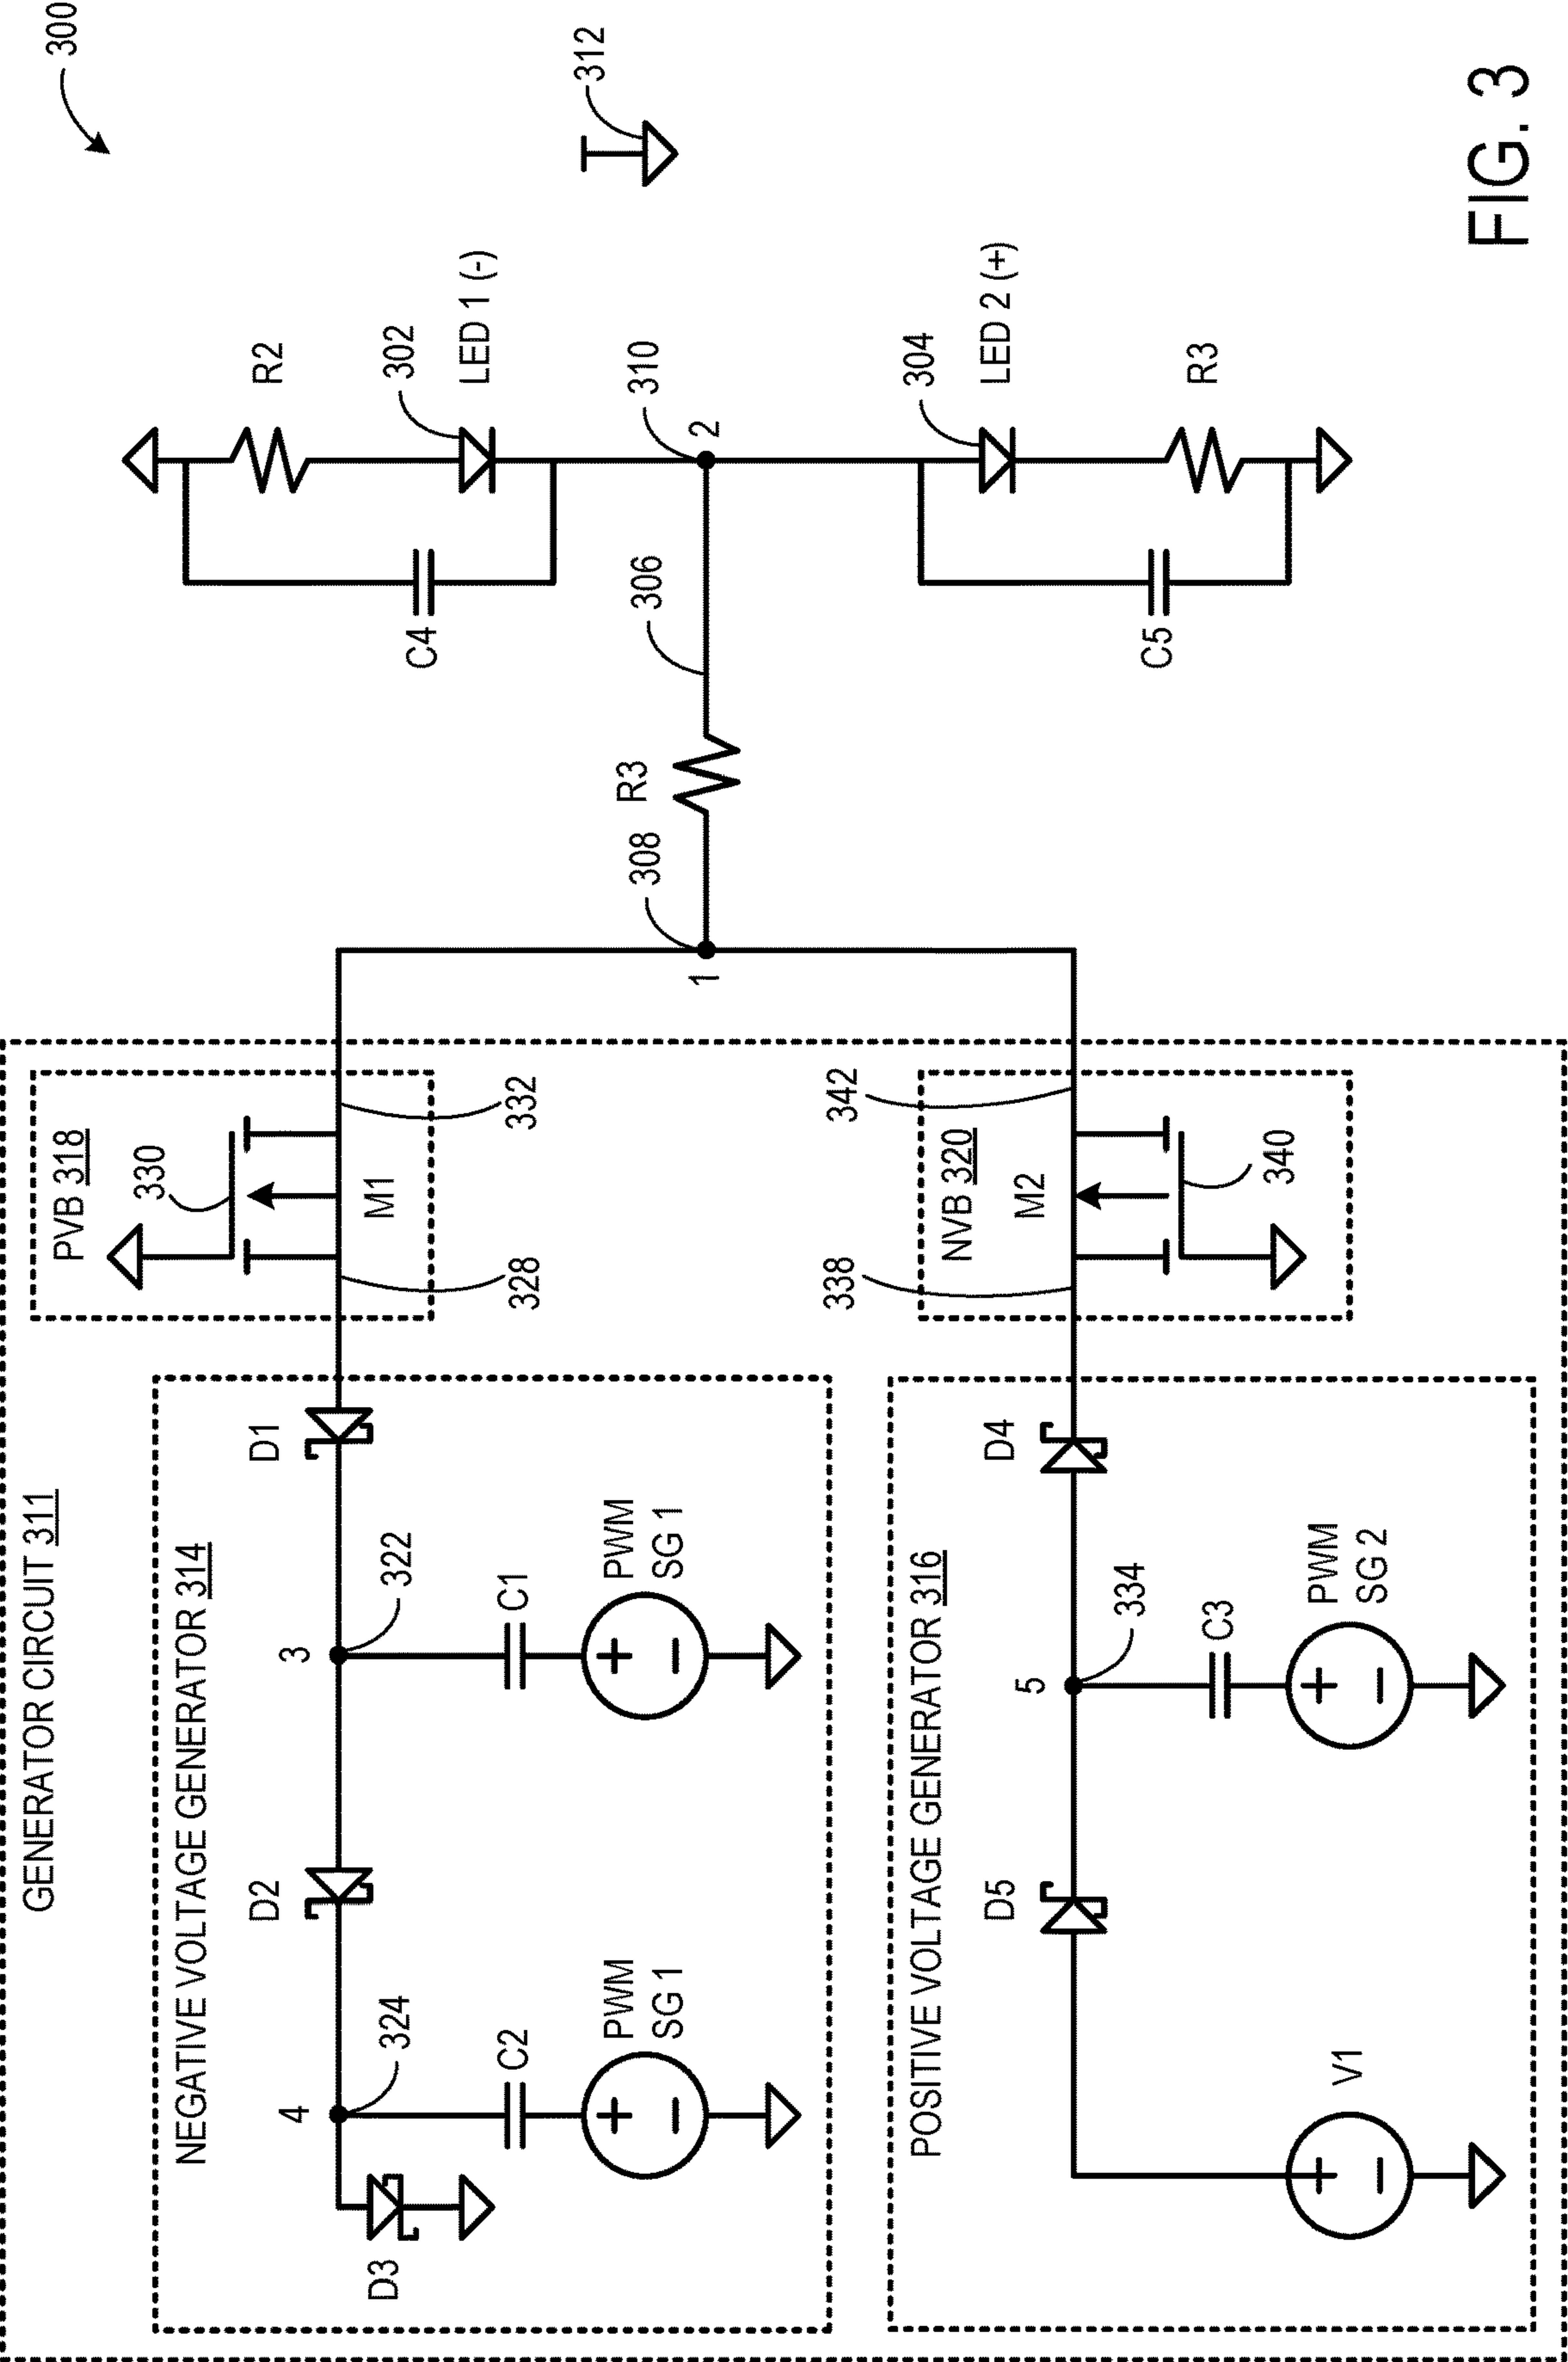 300
GENERATOR CIRCUIT 311
PVB 318
330
M1
328
332
NEGATIVE VOLTAGE GENERATOR 314
D1
D2
D3
3
322
4
324
C1
C2
PWM
SG 1
PWM
SG 1
R2
302
LED 1 (-)
C4
312
308
1
R3
306
310
2
NVB 320
M2
338
342
340
POSITIVE VOLTAGE GENERATOR 316
D4
D5
5
334
C3
PWM
SG 2
V1
304
LED 2 (+)
C5
R3
FIG. 3